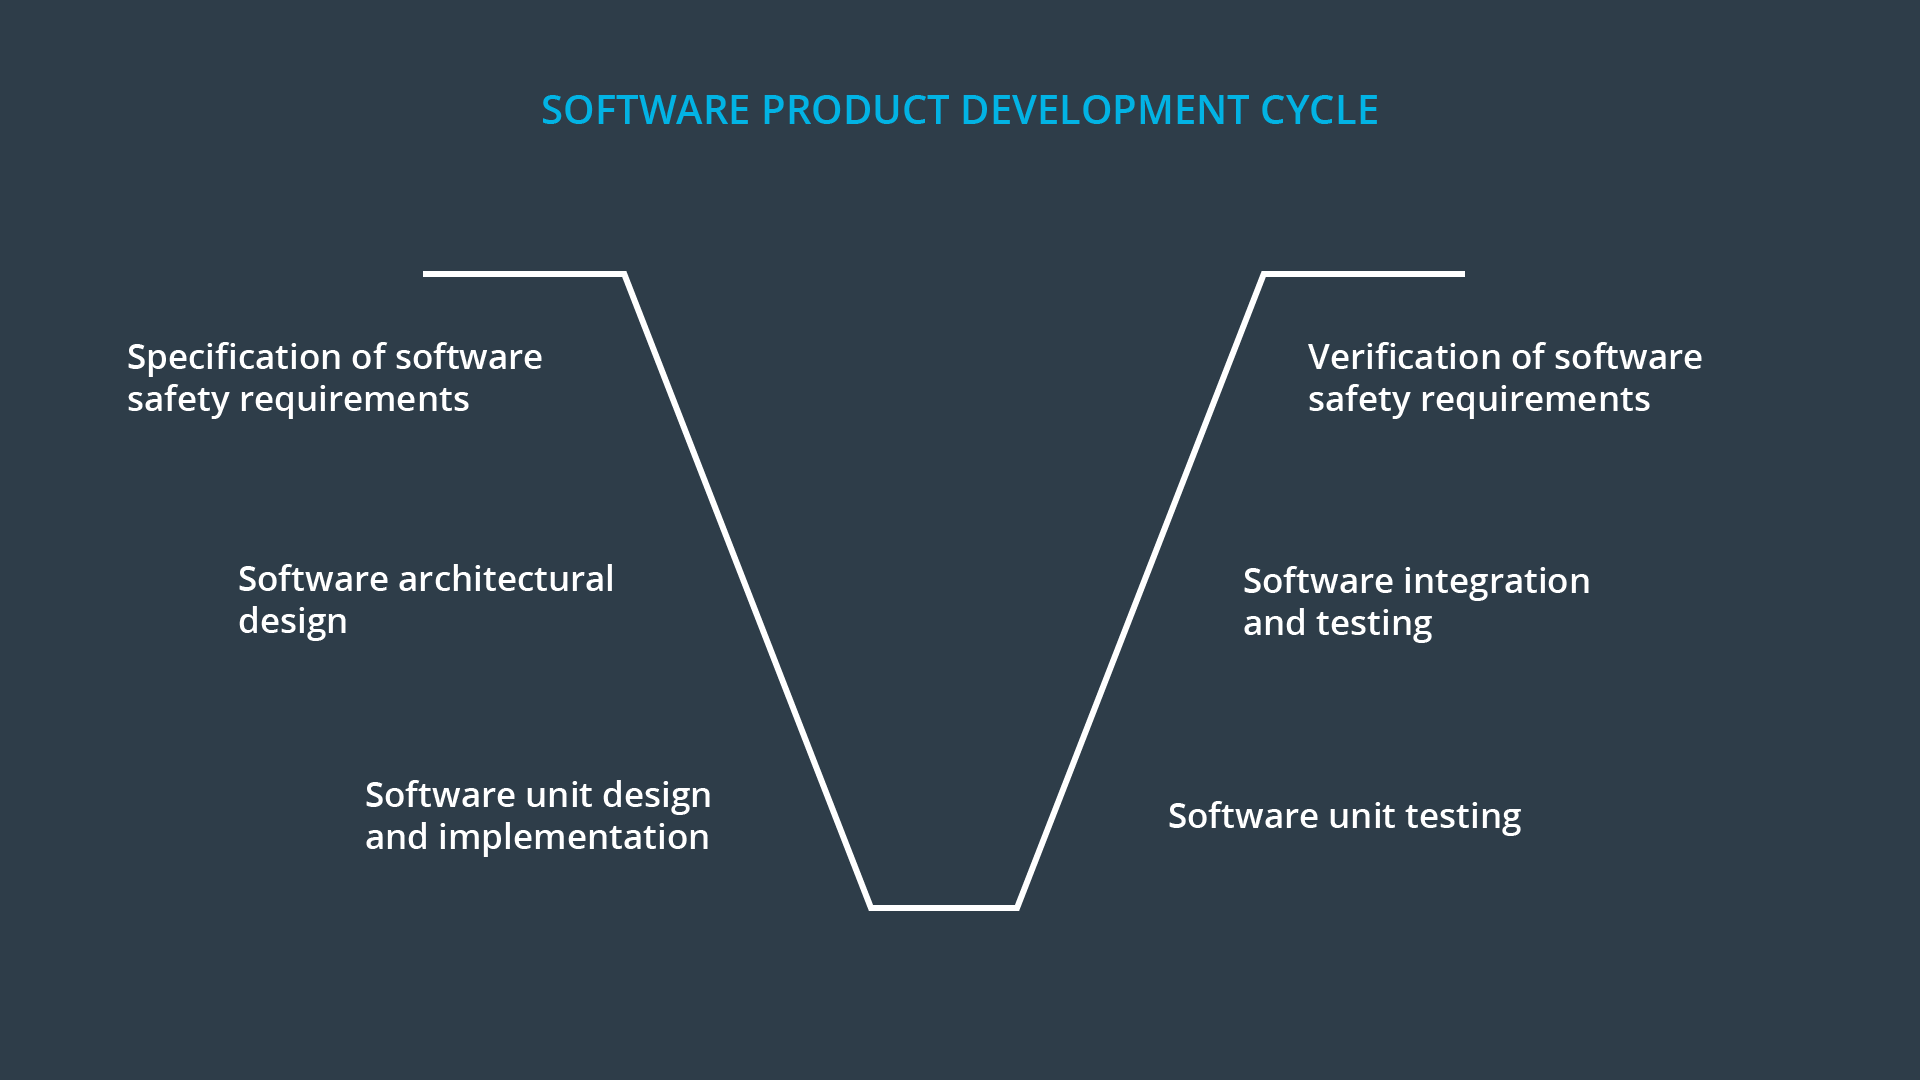 SOFTWARE PRODUCT DEVELOPMENT CYCLE
Specification of software
safety requirements
Verification of software
safety requirements
Software architectural
design
Software integration
and testing
Software unit design
and implementation
Software unit testing